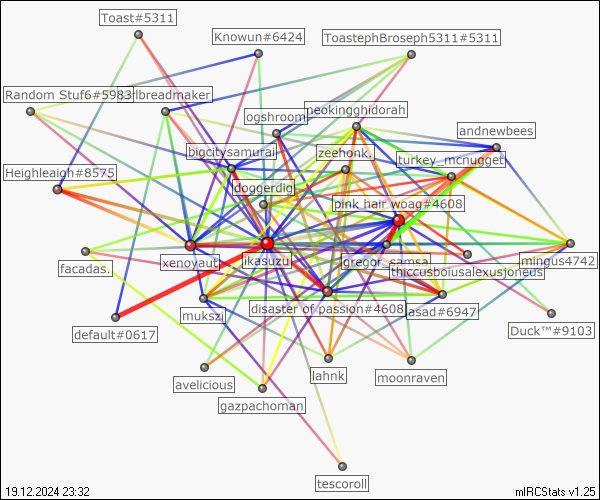 Toast#5311
Knowun#6424
ToastephBroseph5311#5311
Random Stuf6#5983
rlbreadmaker
neokingghidorah
ogshroom
andnewbees
bigcitysamurai
zeehonk.
turkey_mcnugget
Heighleaigh#8575
doggerdig
pink hair woag#4608
xenoyaut
likasuzu
gregor_samsa
mingus4742
facadas.
thiccusboiusalexusjoneus
mukszi
disaster of passion#4608
asad#6947
default#0617
Duck™#9103
avelicious
lahnk
moonraven
gazpachoman
tescoroll
19.12.2024 23:32
mIRCStats v1.25